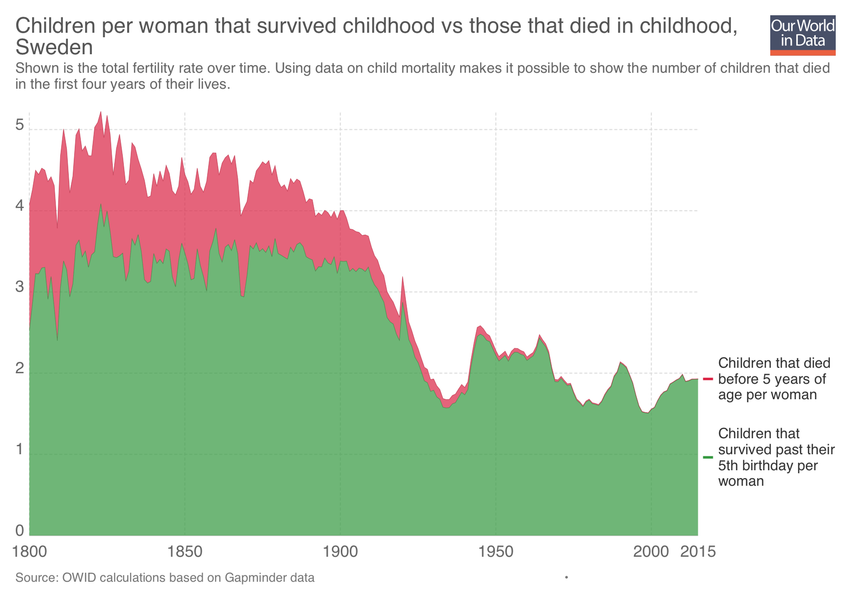 Children per woman that survived childhood vs those that died in childhood,
Sweden
Our World
in Data
Shown is the total fertility rate over time. Using data on child mortality makes it possible to show the number of children that died
in the first four years of their lives.
5
4
3
2
1
0
Children that died
before 5 years of
age per woman
Children that
survived past their
5th birthday per
woman
1800 1850 1900 1950 2000 2015
Source: OWID calculations based on Gapminder data